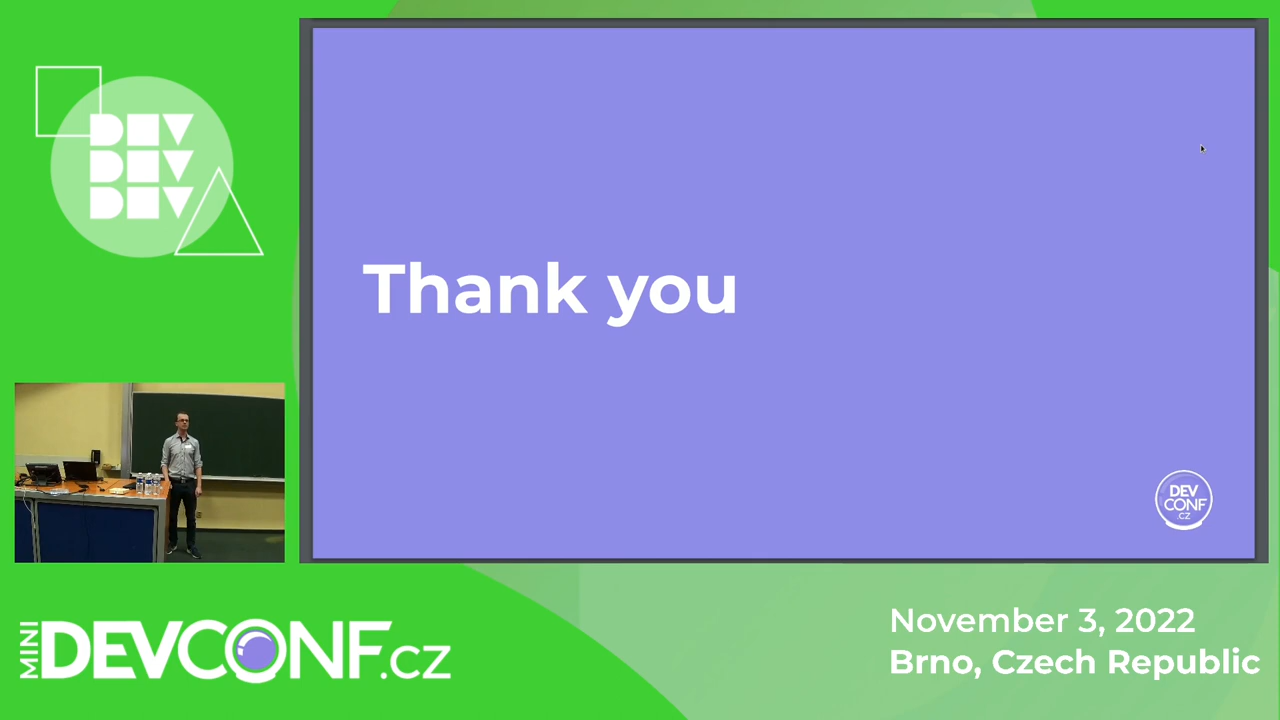 DEV
DEV
DEV
Thank you
DEV
CONF
.CZ
MINI
DEVCONF.CZ
November 3, 2022
Brno, Czech Republic